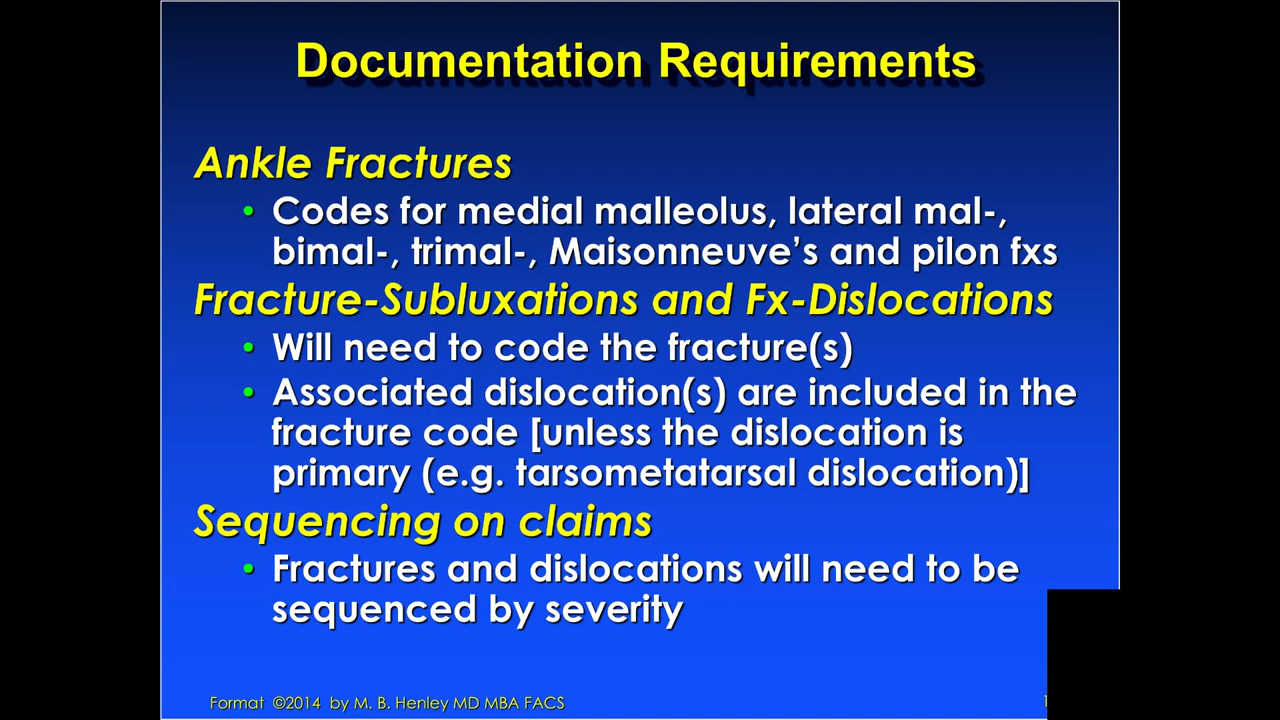 Documentation Requirements
Ankle Fractures
• Codes for medial malleolus, lateral mal-,
bimal-, trimal-, Maisonneuve's and pilon fxs
Fracture-Subluxations and Fx-Dislocations
• Will need to code the fracture(s)
• Associated dislocation(s) are included in the
fracture code [unless the dislocation is
primary (e.g. tarsometatarsal dislocation)]
Sequencing on claims
• Fractures and dislocations will need to be
sequenced by severity
Format ©2014 by M. B. Henley MD MBA FACS